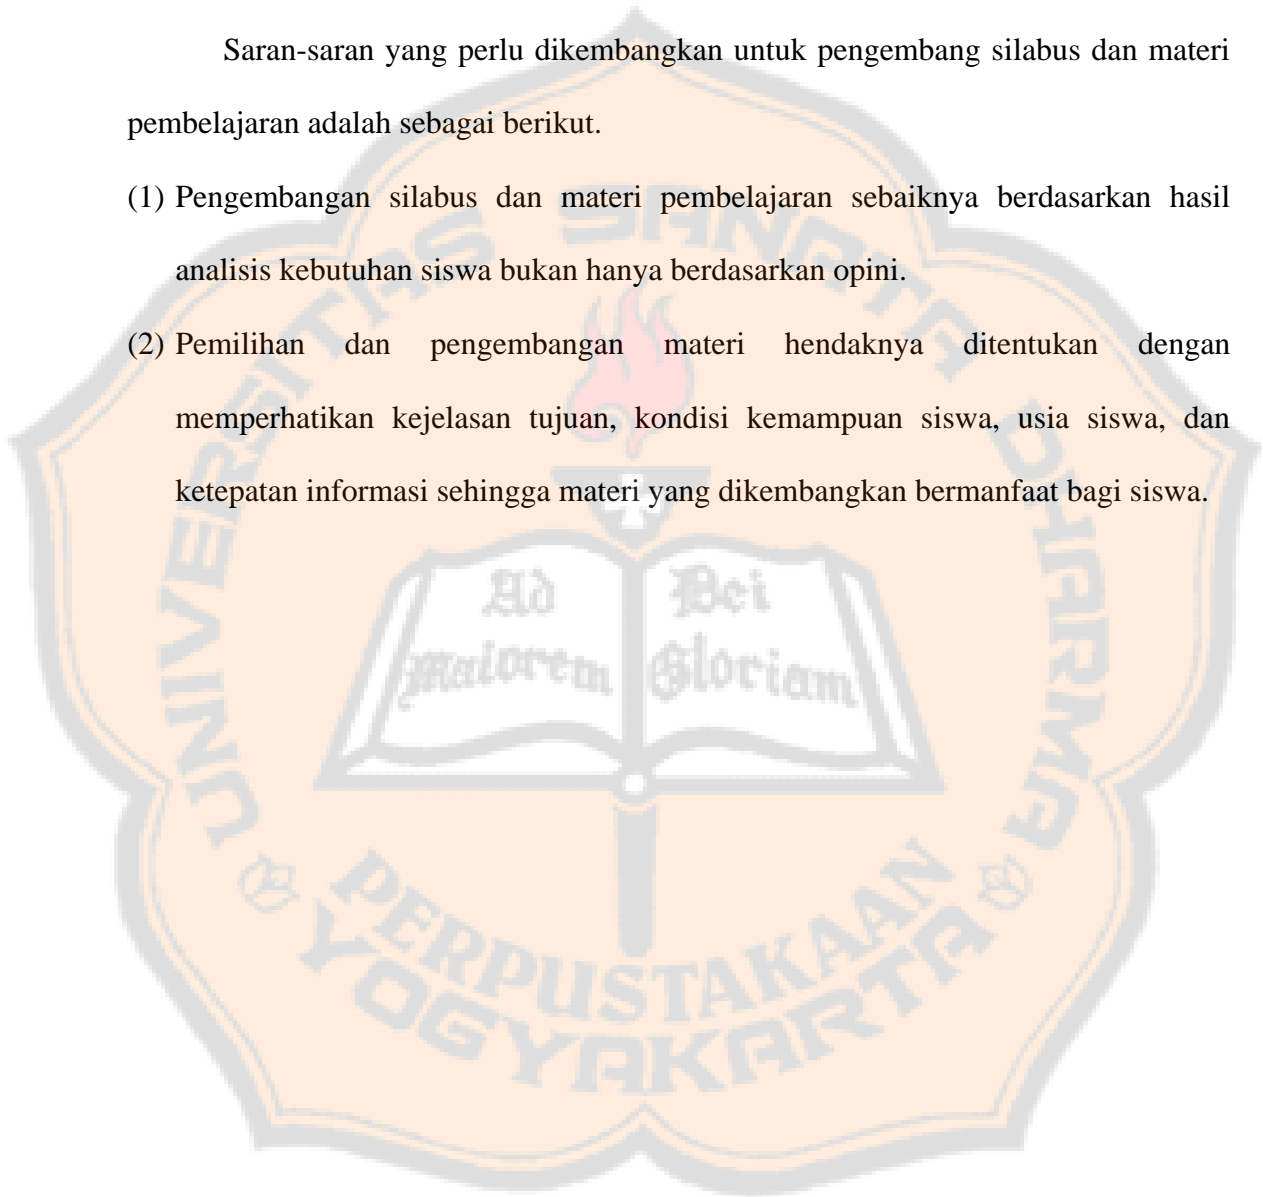 Saran-saran yang perlu dikembangkan untuk pengembang silabus dan materi
pembelajaran adalah sebagai berikut.
(1) Pengembangan silabus dan materi pembelajaran sebaiknya berdasarkan hasil
analisis kebutuhan siswa bukan hanya berdasarkan opini.
(2) Pemilihan dan pengembangan materi hendaknya ditentukan dengan
memperhatikan kejelasan tujuan, kondisi kemampuan siswa, usia siswa, dan
ketepatan informasi sehingga materi yang dikembangkan bermanfaat bagi siswa.
UNIVERSITAS SANATA DHARMA
Ad Dei
Maiorem Gloriam
PERPUSTAKAAN
YOGYAKARTA